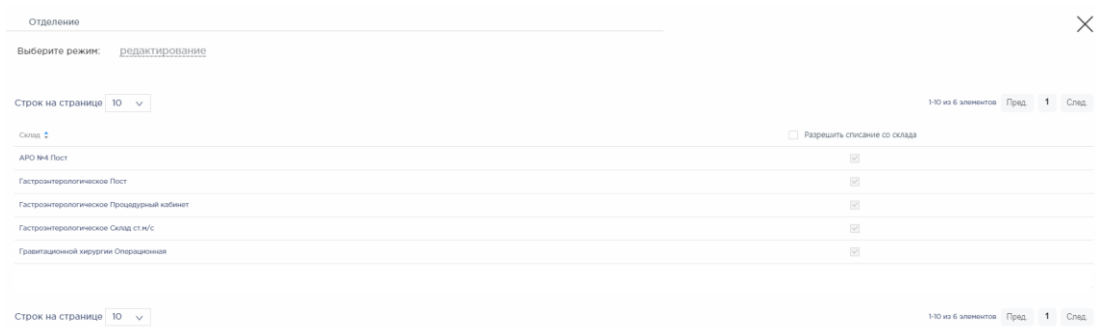 Отделение
Выберите режим: редактирование
Строк на странице 10 1-10 из 6 элементов Пред. 1 След.
Склад Разрешить списание со склада
АРО №4 Пост
Гастроэнтерологическое Пост
Гастроэнтерологическое Процедурный кабинет
Гастроэнтерологическое Склад ст.м/с
Гравитационной хирургии Операционная
Строк на странице 10 1-10 из 6 элементов Пред. 1 След.